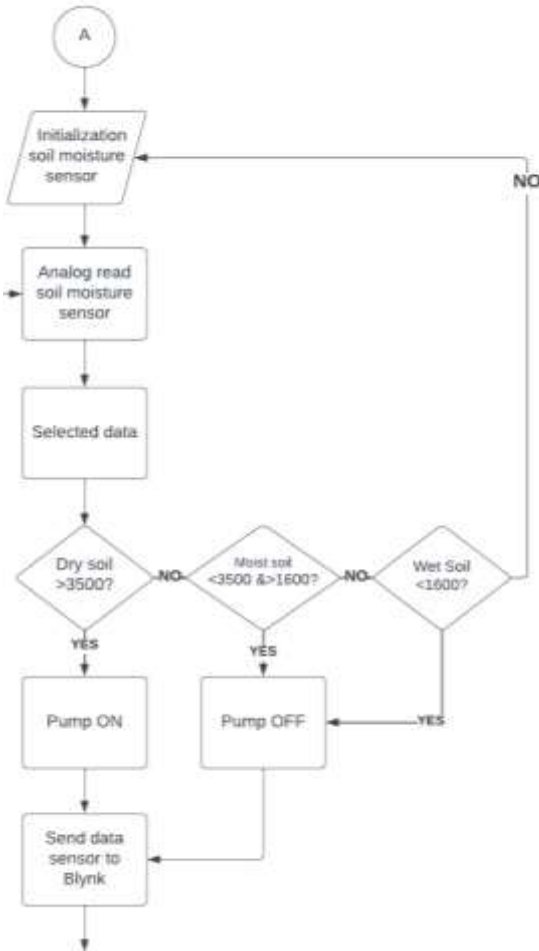 A
Initialization
soil moisture
sensor
NO
Analog read
soil moisture
sensor
Selected data
Dry soil
>3500?
NO
Moist soil
<3500 &>1600?
NO
Wet Soil
<1600?
YES
YES
Pump ON
Pump OFF
YES
Send data
sensor to
Blynk